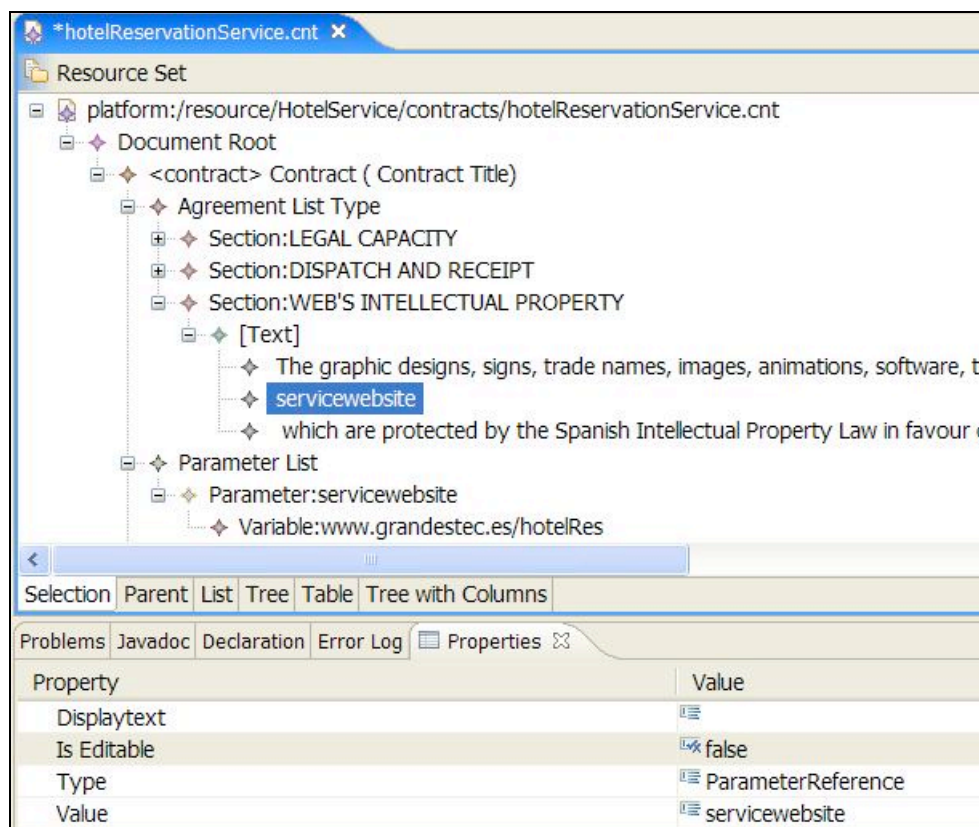 *hotelReservationService.cnt
Resource Set
platform:/resource/HotelService/contracts/hotelReservationService.cnt
Document Root
<contract> Contract ( Contract Title)
Agreement List Type
Section:LEGAL CAPACITY
Section:DISPATCH AND RECEIPT
Section:WEB'S INTELLECTUAL PROPERTY
[Text]
The graphic designs, signs, trade names, images, animations, software, t
servicewebsite
which are protected by the Spanish Intellectual Property Law in favour
Parameter List
Parameter:servicewebsite
Variable:www.grandestec.es/hotelRes
Selection Parent List Tree Table Tree with Columns
Problems Javadoc Declaration Error Log Properties
Property Value
Displaytext
Is Editable false
Type ParameterReference
Value servicewebsite